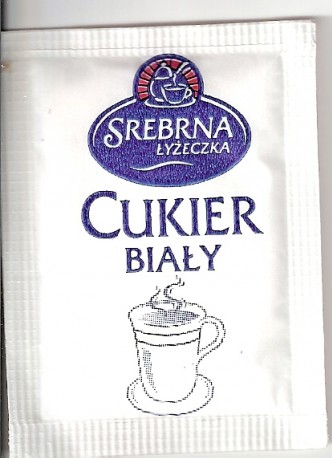 SREBRNA
ŁYŻECZKA
CUKIER
BIAŁY